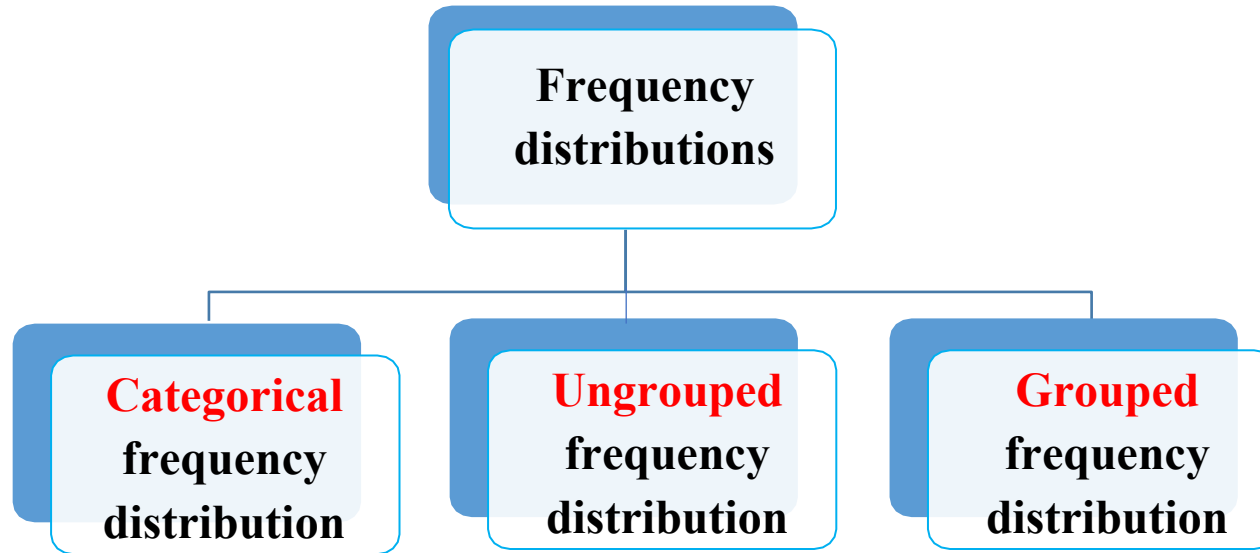 Frequency
distributions
Categorical
frequency
distribution
Ungrouped
frequency
distribution
Grouped
frequency
distribution